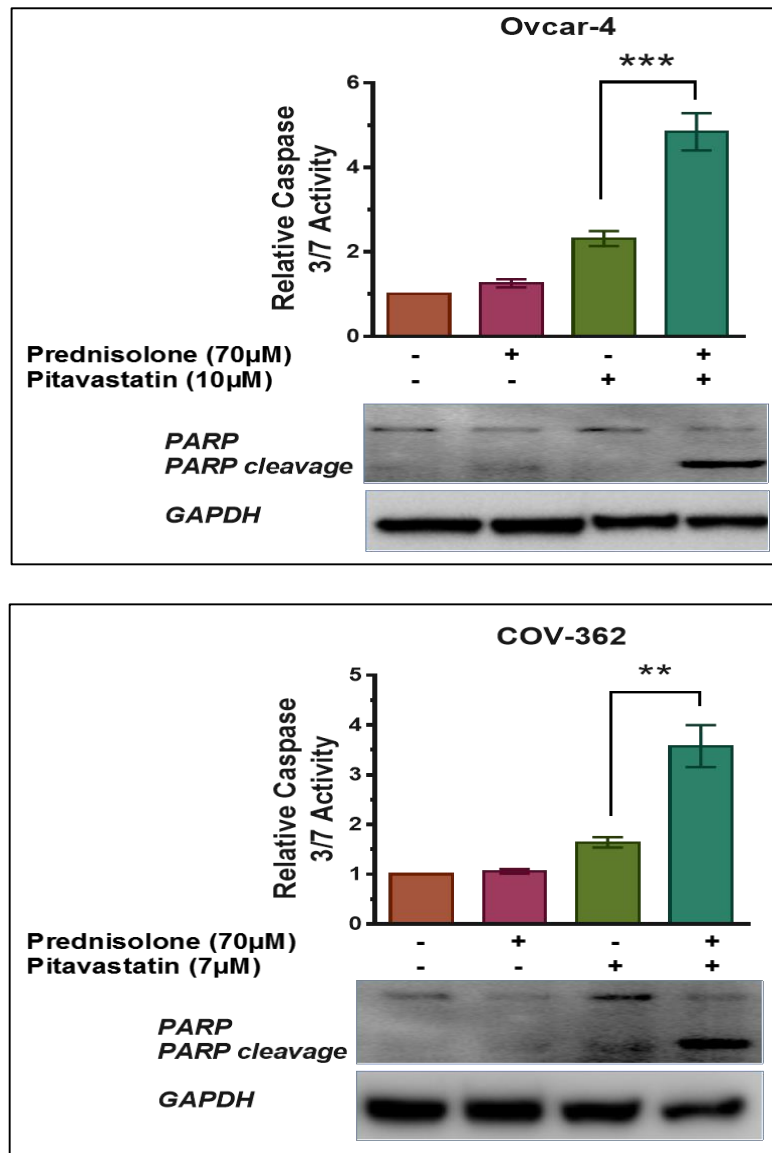 Ovcar-4
***
Relative Caspase
3/7 Activity
6
4
2
0
Prednisolone (70µM) - + - +
Pitavastatin (10µM) - - + +
PARP
PARP cleavage
GAPDH
COV-362
**
Relative Caspase
3/7 Activity
5
4
3
2
1
0
Prednisolone (70µM) - + - +
Pitavastatin (7µM) - - + +
PARP
PARP cleavage
GAPDH